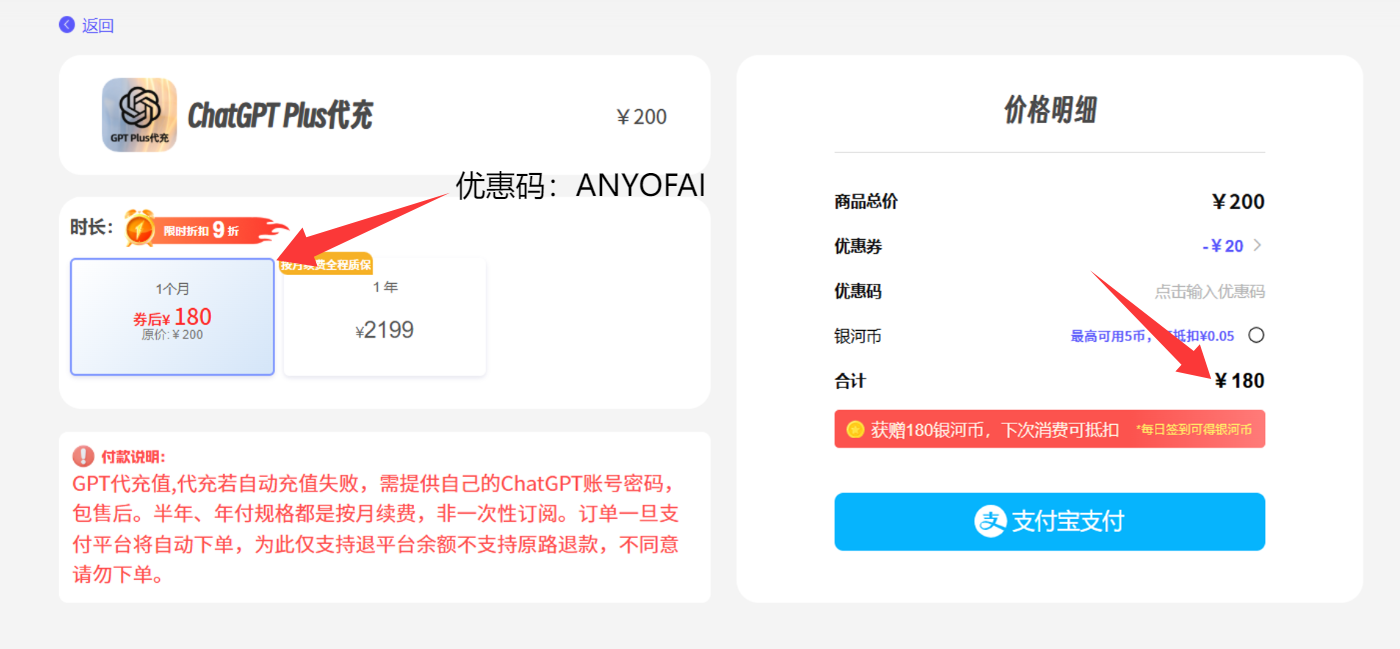 返回
GPT Plus代充
ChatGPT Plus代充
￥200
优惠码：ANYOFAI
时长：
限时折扣 9 折
1个月
券后¥ 180
原价:￥200
按月续费全程质保
1 年
¥2199
付款说明：
GPT代充值,代充若自动充值失败，需提供自己的ChatGPT账号密码，
包售后。半年、年付规格都是按月续费，非一次性订阅。订单一旦支
付平台将自动下单，为此仅支持退平台余额不支持原路退款，不同意
请勿下单。
价格明细
商品总价
￥200
优惠券
-￥20
优惠码
点击输入优惠码
银河币
最高可用5币，
抵扣¥0.05
合计
￥180
获赠180银河币，下次消费可抵扣
*每日签到可得银河币
支付宝支付